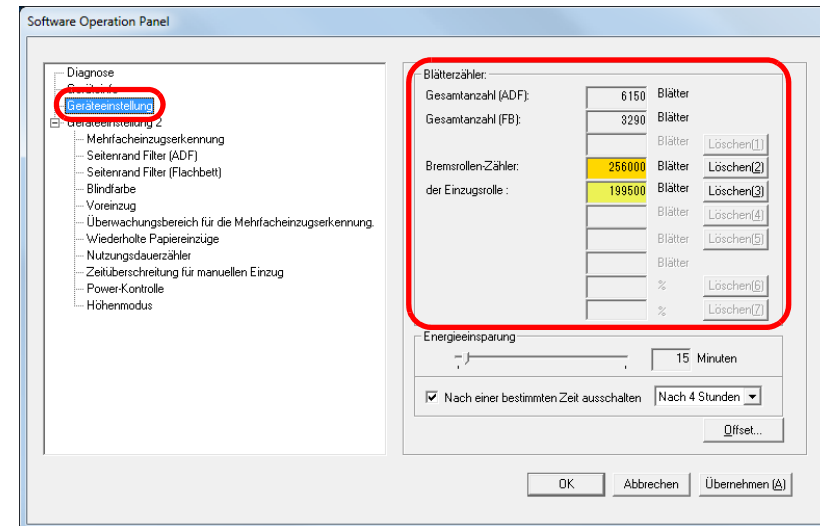 Software Operation Panel
Diagnose
Geräteinfo
Geräteeinstellung
Geräteeinstellung 2
Mehrfacheinzugserkennung
Seitenrand Filter (ADF)
Seitenrand Filter (Flachbett)
Blindfarbe
Voreinzug
Überwachungsbereich für die Mehrfacheinzugserkennung.
Wiederholte Papiereinzüge
Nutzungsdauerzähler
Zeitüberschreitung für manuellen Einzug
Power-Kontrolle
Höhenmodus
Blätterzähler:
Gesamtanzahl (ADF): 6150 Blätter
Gesamtanzahl (FB): 3290 Blätter
Blätter Löschen(1)
Bremsrollen-Zähler: 256000 Blätter Löschen(2)
der Einzugsrolle : 199500 Blätter Löschen(3)
Blätter Löschen(4)
Blätter Löschen(5)
Blätter
% Löschen(6)
% Löschen(7)
Energieeinsparung
15 Minuten
Nach einer bestimmten Zeit ausschalten Nach 4 Stunden
Offset...
OK Abbrechen Übernehmen (A)